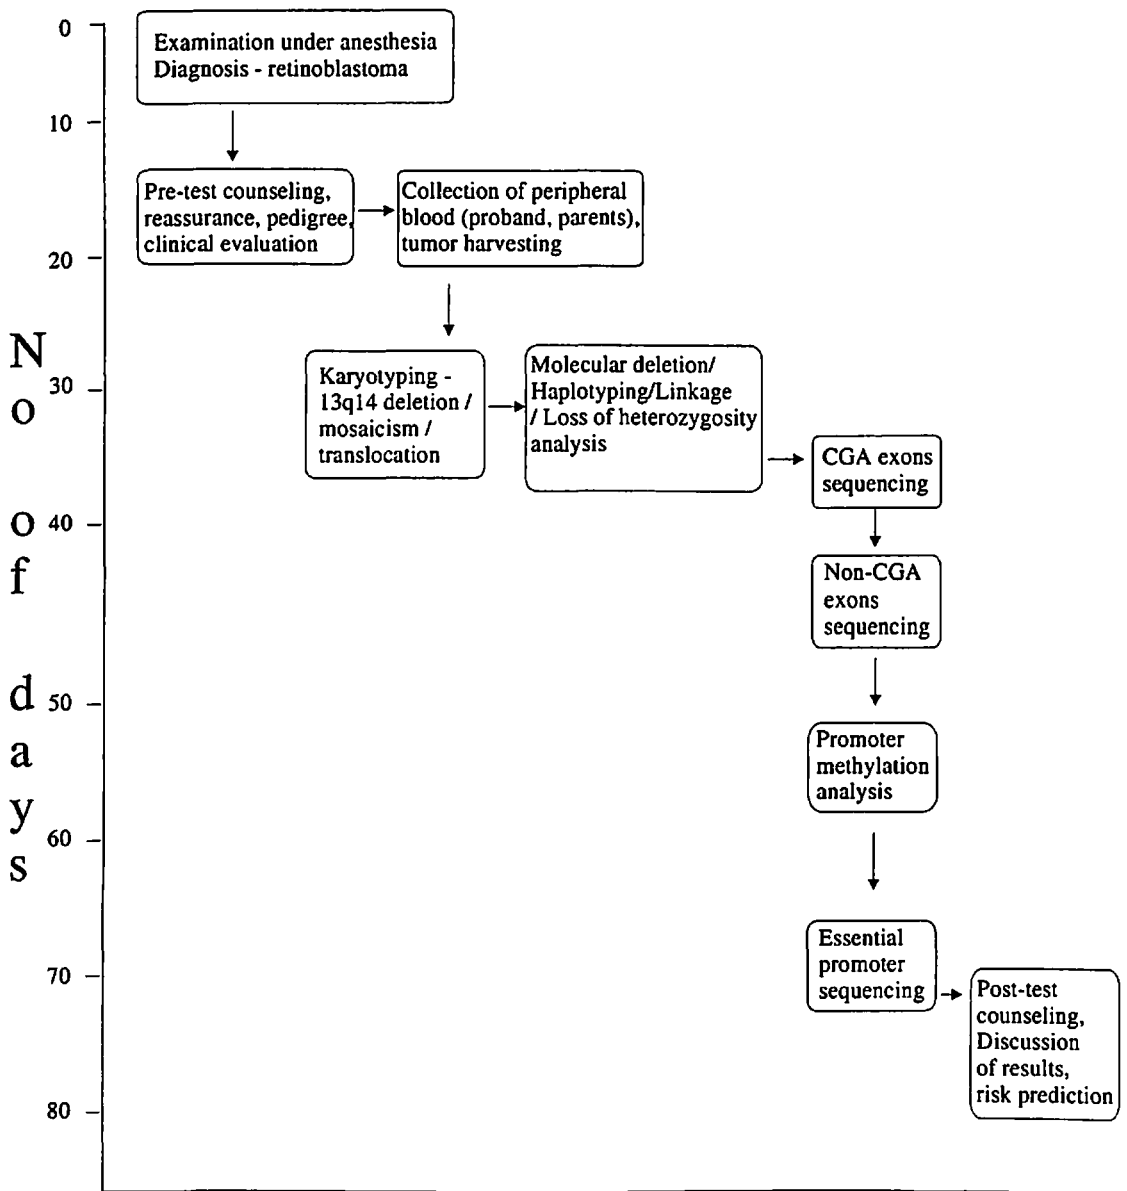 0
Examination under anesthesia
Diagnosis - retinoblastoma
10
Pre-test counseling,
reassurance, pedigree,
clinical evaluation
Collection of peripheral
blood (proband, parents),
tumor harvesting
20
No of days
30
Karyotyping -
13q14 deletion /
mosaicism /
translocation
Molecular deletion/
Haplotyping/Linkage
/ Loss of heterozygosity
analysis
CGA exons
sequencing
40
Non-CGA
exons
sequencing
50
Promoter
methylation
analysis
60
Essential
promoter
sequencing
70
Post-test
counseling,
Discussion
of results,
risk prediction
80